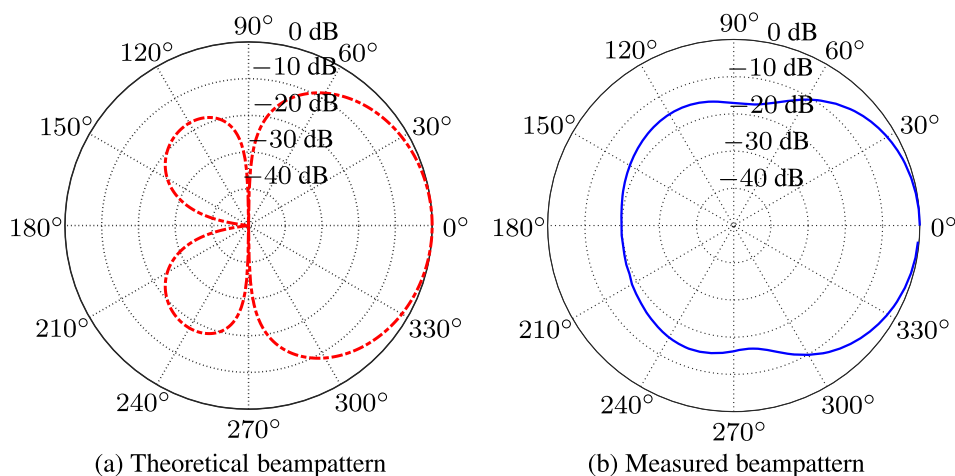 90°
0 dB
120°
60°
−10 dB
−20 dB
150°
30°
−30 dB
−40 dB
180°
0°
210°
330°
240°
300°
270°
(a) Theoretical beampattern
90°
0 dB
120°
60°
−10 dB
−20 dB
150°
30°
−30 dB
−40 dB
180°
0°
210°
330°
240°
300°
270°
(b) Measured beampattern